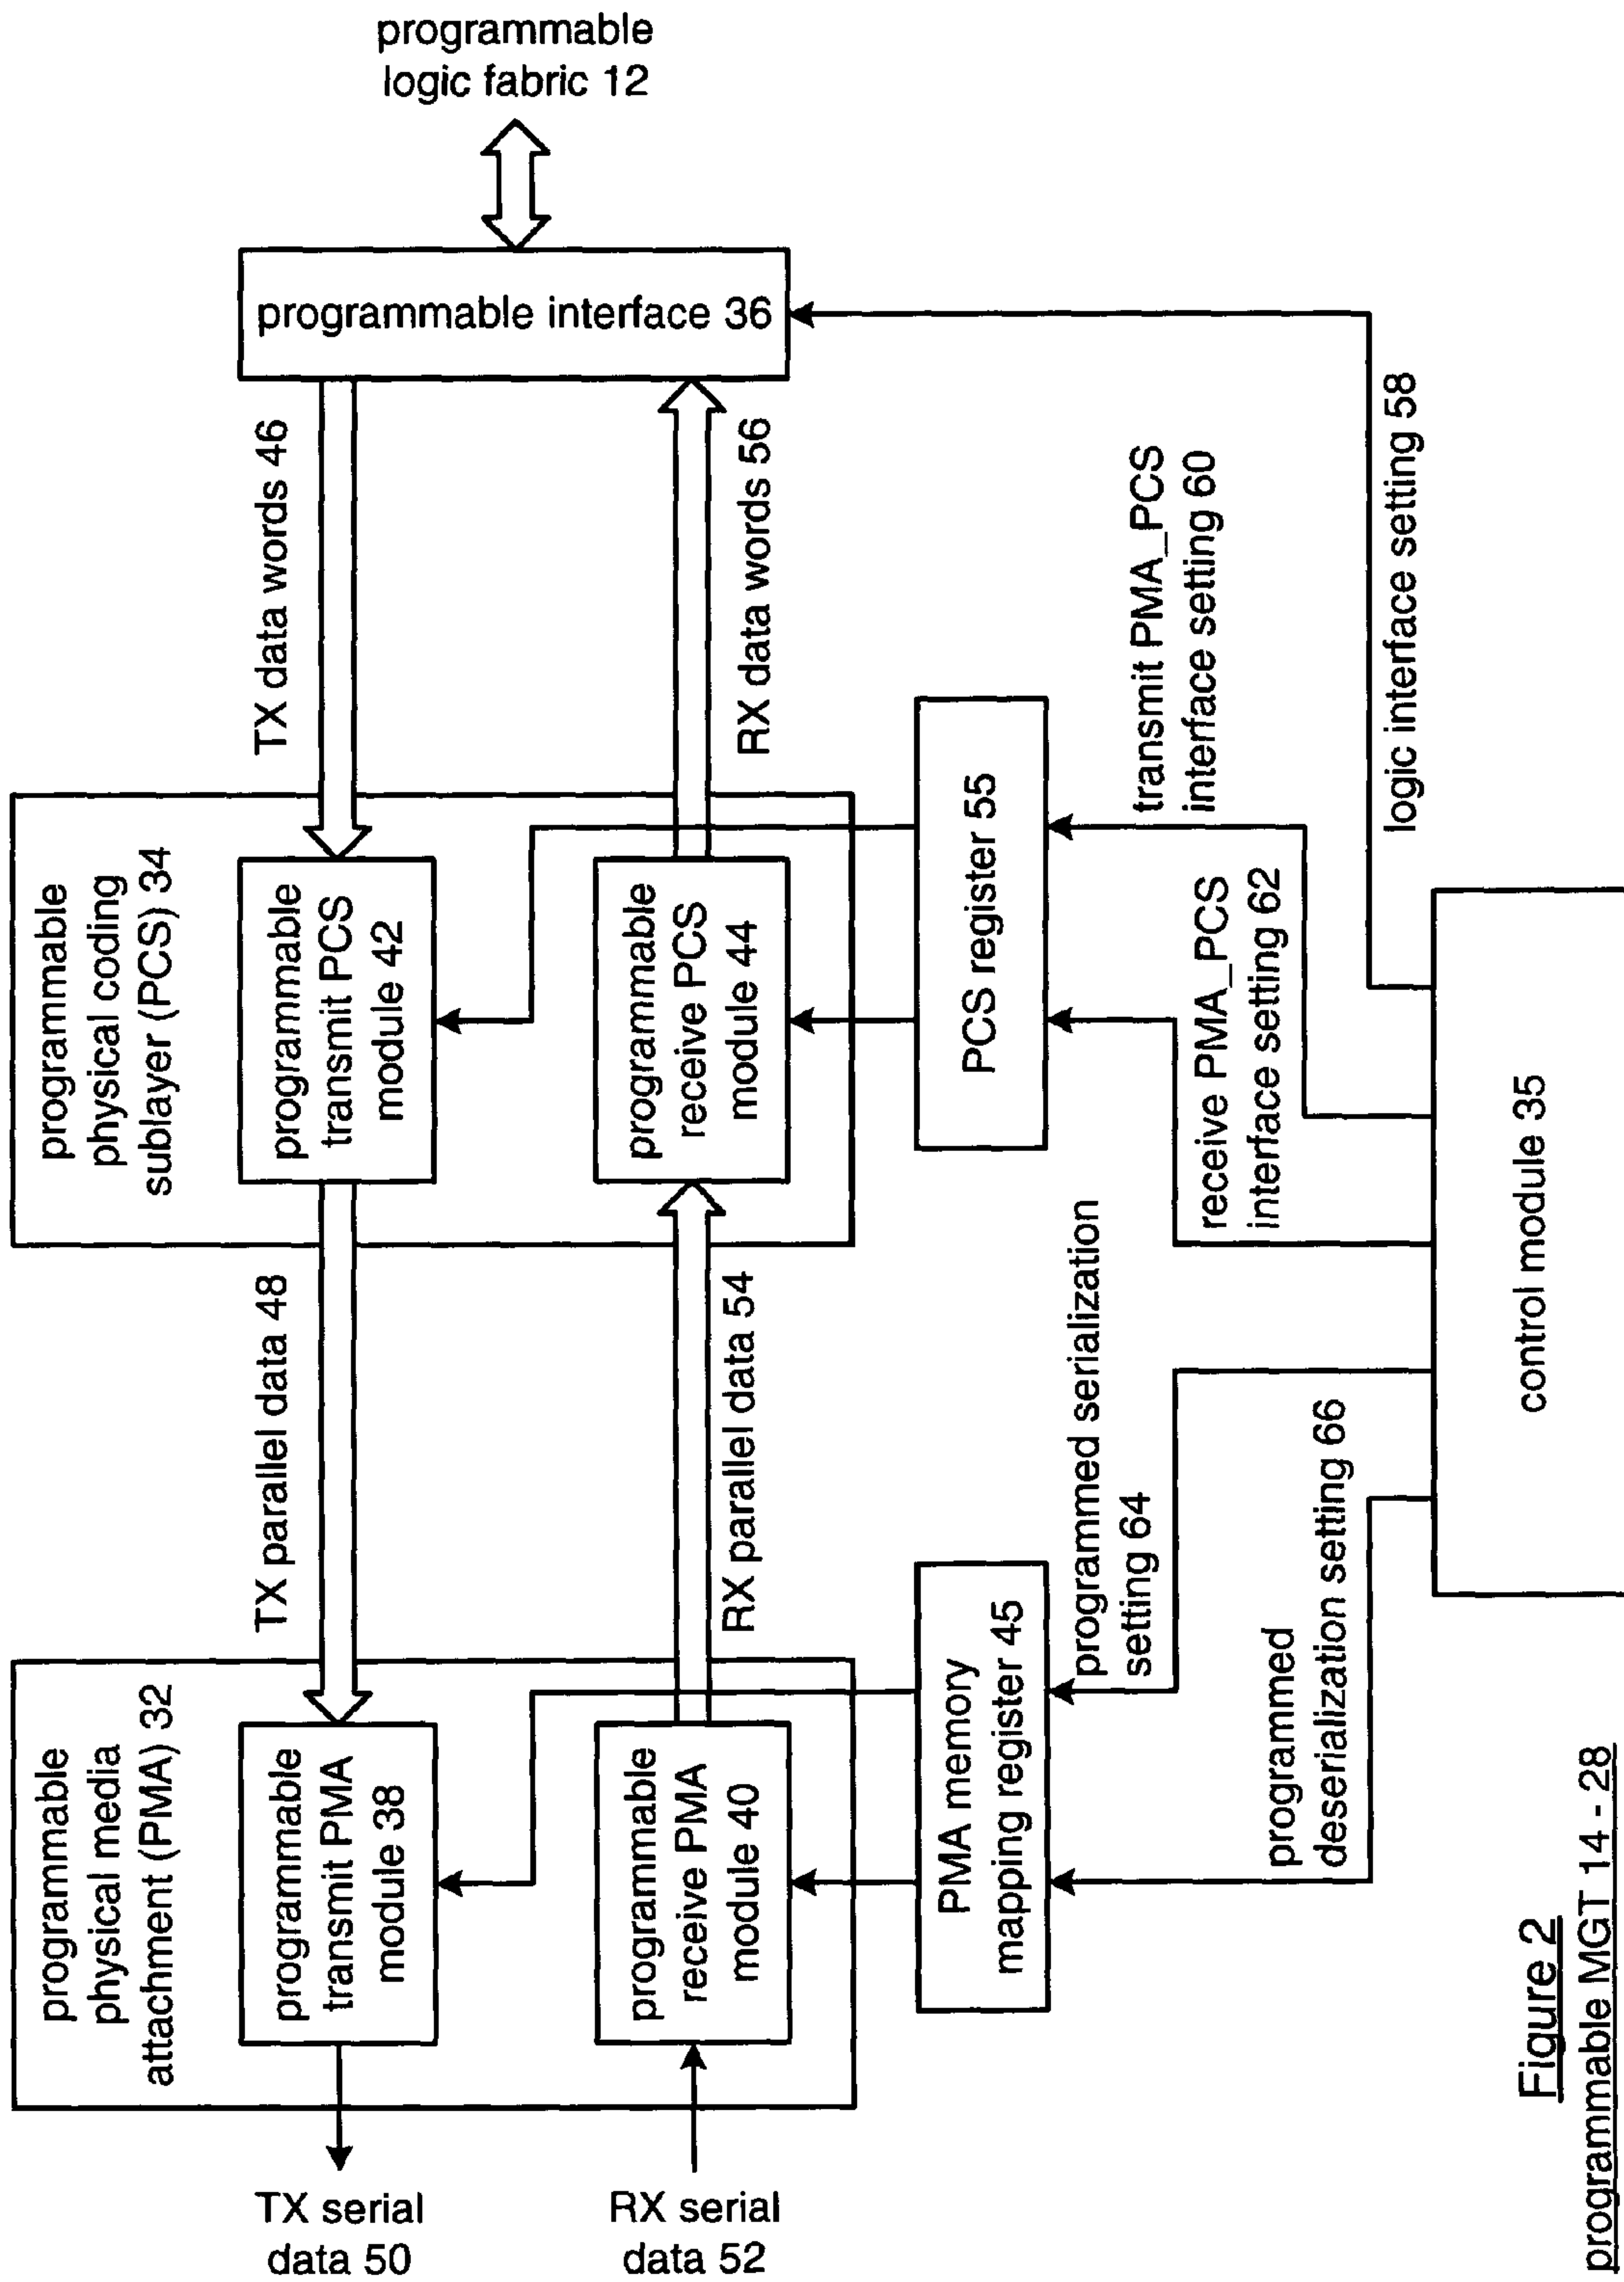 programmable
logic fabric 12
programmable interface 36
TX data words 46
RX data words 56
programmable
physical coding
sublayer (PCS) 34
programmable
transmit PCS
module 42
programmable
receive PCS
module 44
TX parallel data 48
RX parallel data 54
programmable
physical media
attachment (PMA) 32
programmable
transmit PMA
module 38
programmable
receive PMA
module 40
TX serial
data 50
RX serial
data 52
PCS register 55
PMA memory
mapping register 45
transmit PMA_PCS
interface setting 60
receive PMA_PCS
interface setting 62
logic interface setting 58
programmed serialization
setting 64
programmed
deserialization setting 66
control module 35
Figure 2
programmable MGT 14 - 28